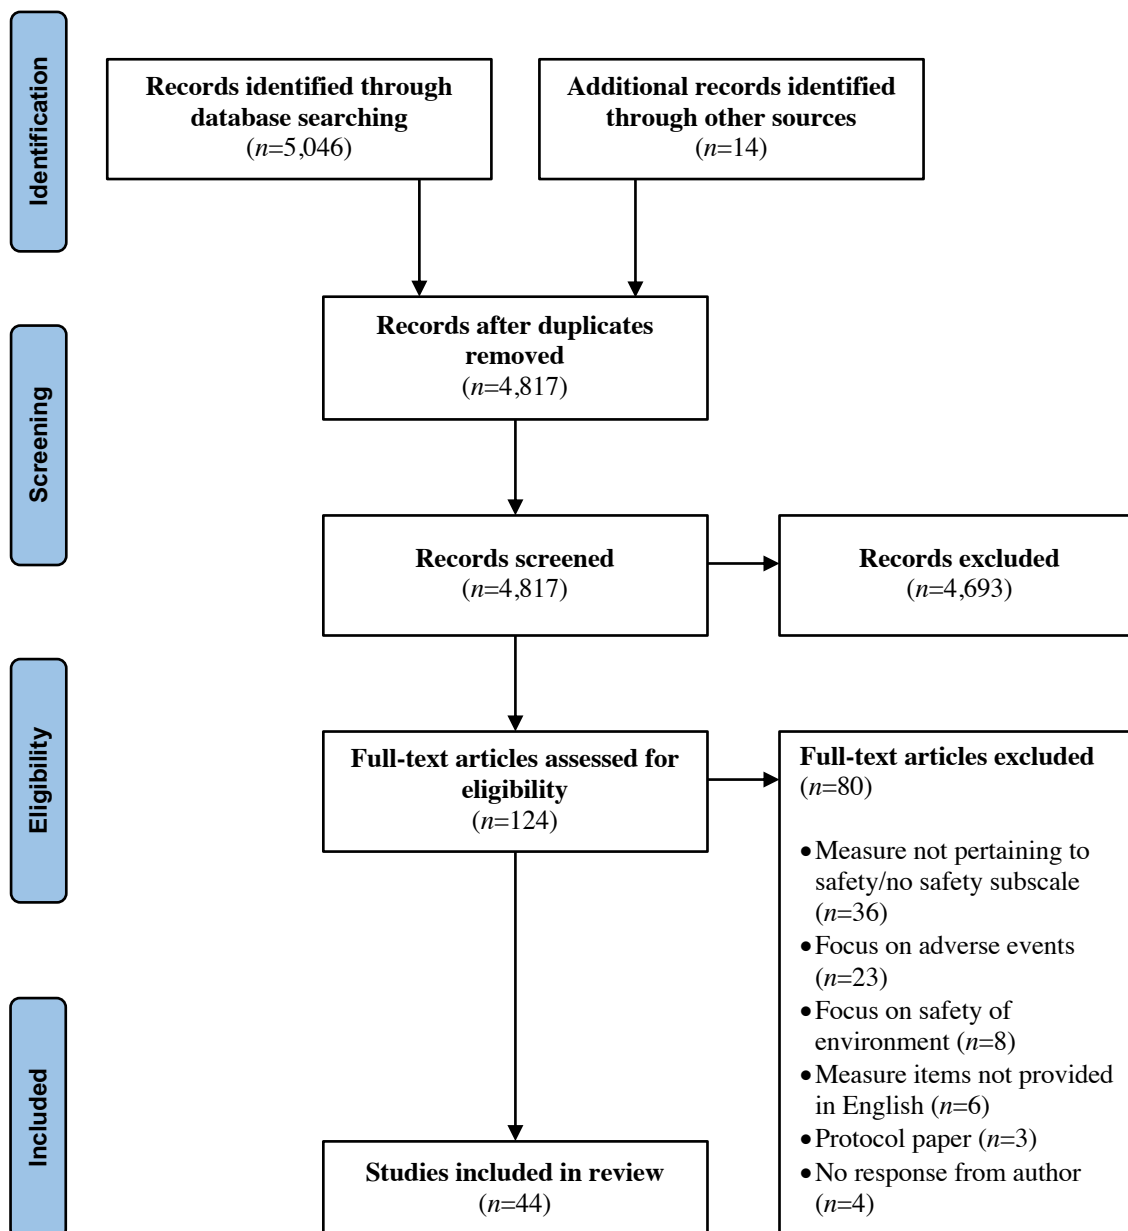 Identification
Records identified through
database searching
(n=5,046)
Additional records identified
through other sources
(n=14)
Screening
Records after duplicates
removed
(n=4,817)
Records screened
(n=4,817)
Records excluded
(n=4,693)
Eligibility
Full-text articles assessed for
eligibility
(n=124)
Full-text articles excluded
(n=80)
•Measure not pertaining to
safety/no safety subscale
(n=36)
•Focus on adverse events
(n=23)
•Focus on safety of
environment (n=8)
•Measure items not provided
in English (n=6)
•Protocol paper (n=3)
•No response from author
(n=4)
Included
Studies included in review
(n=44)